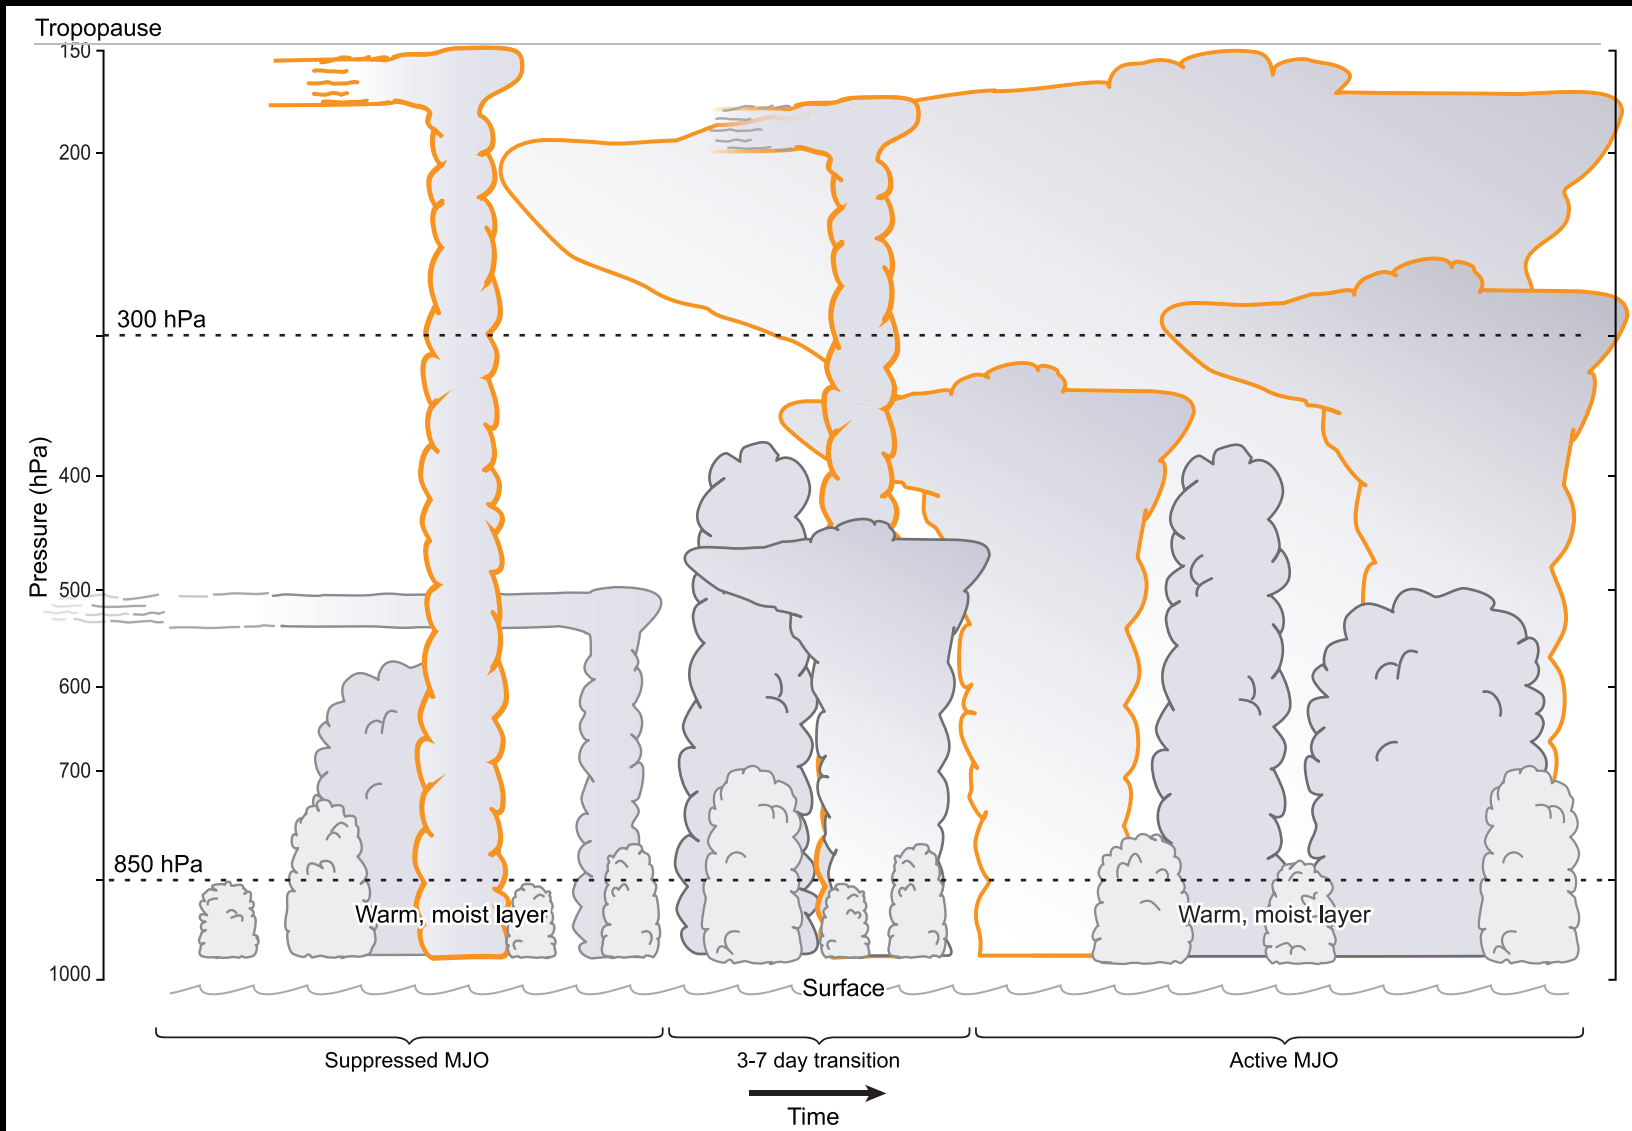 Tropopause
150
200
300 hPa
Pressure (hPa)
400
500
600
700
850 hPa
Warm, moist layer
Warm, moist layer
1000
Surface
Suppressed MJO
3-7 day transition
Active MJO
Time